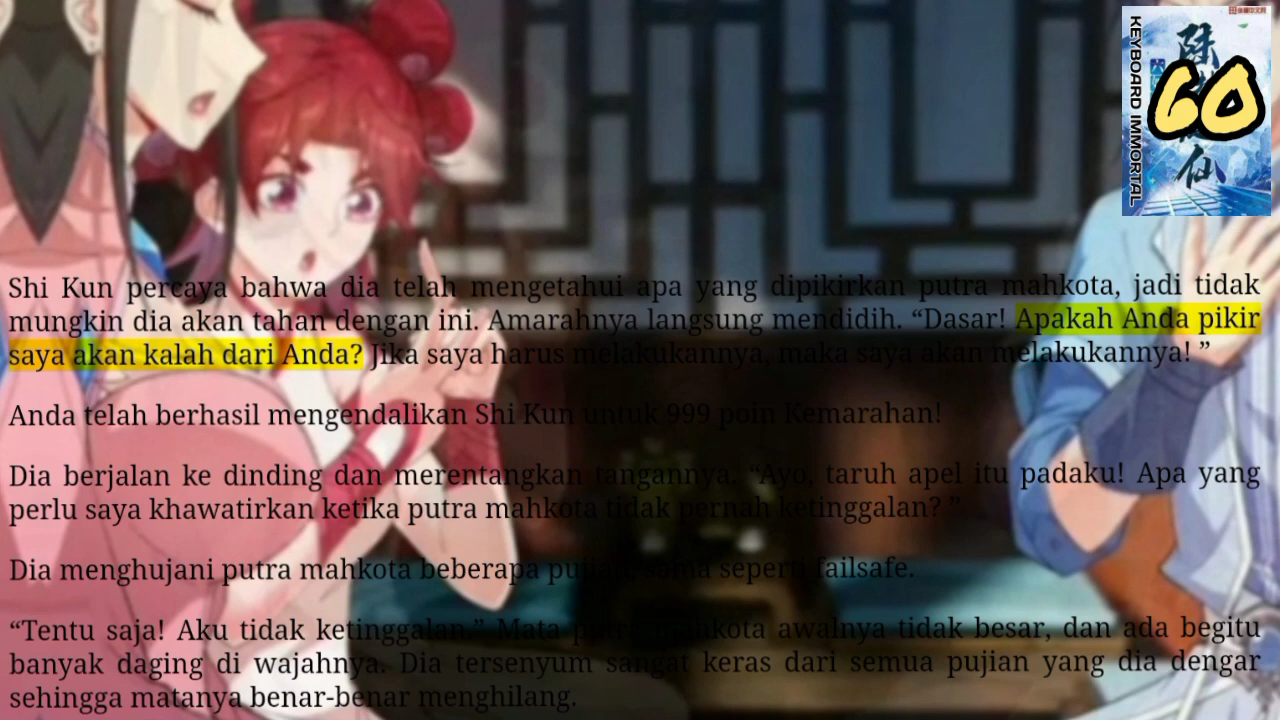 KEYBOARD IMMORTAL
60
仙
Shi Kun percaya bahwa dia telah mengetahui apa yang dipikirkan putra mahkota, jadi tidak
mungkin dia akan tahan dengan ini. Amarahnya langsung mendidih. “Dasar! Apakah Anda pikir
saya akan kalah dari Anda? Jika saya harus melakukannya, maka saya akan melakukannya! ”
Anda telah berhasil mengendalikan Shi Kun untuk 999 poin Kemarahan!
Dia berjalan ke dinding dan merentangkan tangannya. “Ayo, taruh apel itu padaku! Apa yang
perlu saya khawatirkan ketika putra mahkota tidak pernah ketinggalan? ”
Dia menghujani putra mahkota beberapa pujian, sama seperti failsafe.
“Tentu saja! Aku tidak ketinggalan.” Mata putra mahkota awalnya tidak besar, dan ada begitu
banyak daging di wajahnya. Dia tersenyum sangat keras dari semua pujian yang dia dengar
sehingga matanya benar-benar menghilang.